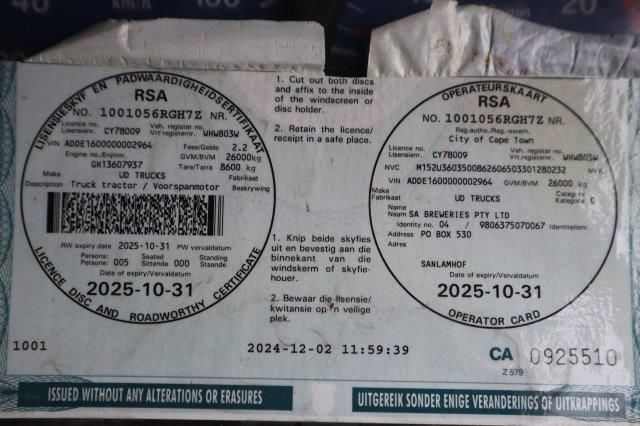 40
120
20
LISENSIESKYF EN PADWAARDIGHEIDSERTIFIKAAT
RSA
NO. 1001056RGH7Z NR.
Licence no./
Lisensienr. CY78009 Veh. register no./
Vrt.registernr. WHW803W
VIN ADDE1600000002964 Fees/Gelde 2.2
Engine no./Enjinnr. GVM/BVM 26000kg
GH13607937 Tare/Tarra 8600 kg
Make UD TRUCKS Fabrikaat
Description Truck tractor / Voorspanmotor Beskrywing
RW expiry date 2025-10-31 PW vervaldatum
Persons: Seated Standing
Persone: 005 Sittende 000 Staande
Date of expiry/Vervaldatum
2025-10-31
LICENCE DISC AND ROADWORTHY CERTIFICATE
1. Cut out both discs
and affix to the inside
of the windscreen or
disc holder.
2. Retain the licence/
receipt in a safe place.
1. Knip beide skyfies
uit en bevestig aan die
binnekant van die
windskerm of skyfie-
houer.
2. Bewaar die lisensie/
kwitansie op 'n veilige
plek.
OPERATEURSKAART
RSA
NO. 1001056RGH7Z NR.
Reg.autho./Reg.owerh.
City of Cape Town
Licence no./
Lisensienr. CY78009 Veh. register no./
Vrt.registernr. WHW803W
NVC M152U36035008626065033012​80232 NVK
VIN ADDE1600000002964 GVM/BVM 26000 kg
Make UD TRUCKS Fabrikaat
Category
Kategorie G
Name
Naam SA BREWERIES PTY LTD
Identity no. 04 / 9806375070067 Identiteitsnr.
Address PO BOX 530
Adres
SANLAMHOF
Date of expiry/Vervaldatum
2025-10-31
OPERATOR CARD
1001
2024-12-02 11:59:39
CA 0925510
Z 579
ISSUED WITHOUT ANY ALTERATIONS OR ERASURES
UITGEREIK SONDER ENIGE VERANDERINGS OF UITKRAPPINGS